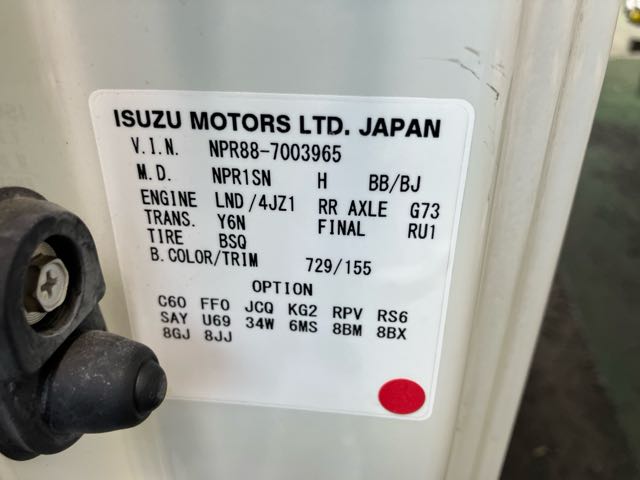 ISUZU MOTORS LTD. JAPAN
V.I.N. NPR88-7003965
M.D. NPR1SN H BB/BJ
ENGINE LND/4JZ1 RR AXLE G73
TRANS. Y6N FINAL RU1
TIRE BSQ
B.COLOR/TRIM 729/155
OPTION
C60 FF0 JCQ KG2 RPV RS6
SAY U69 34W 6MS 8BM 8BX
8GJ 8JJ